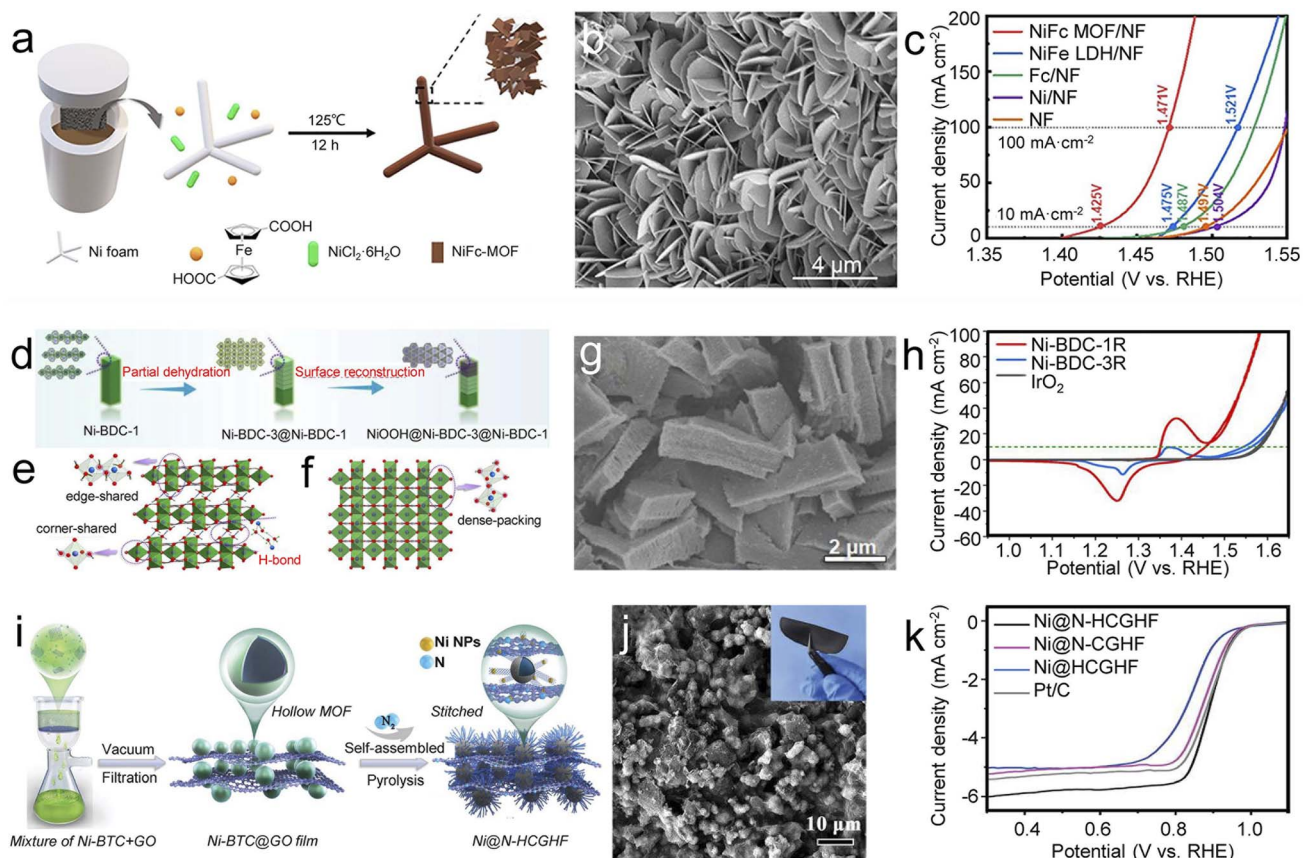 a
125℃
12 h
Ni foam
COOH
Fe
HOOC
NiCl₂·6H₂O
NiFc-MOF
b
4 μm
c
Current density (mA cm⁻²)
200
150
100
50
0
NiFc MOF/NF
NiFe LDH/NF
Fc/NF
Ni/NF
NF
1.471V
1.521V
100 mA·cm⁻²
1.425V
1.475V
1.487V
1.497V
1.504V
10 mA·cm⁻²
1.35 1.40 1.45 1.50 1.55
Potential (V vs. RHE)
d
Partial dehydration
Surface reconstruction
Ni-BDC-1
Ni-BDC-3@Ni-BDC-1
NiOOH@Ni-BDC-3@Ni-BDC-1
e
edge-shared
corner-shared
H-bond
f
dense-packing
g
2 μm
h
Current density (mA cm⁻²)
100
80
60
40
20
0
-20
-40
-60
Ni-BDC-1R
Ni-BDC-3R
IrO₂
1.0 1.1 1.2 1.3 1.4 1.5 1.6
Potential (V vs. RHE)
i
Vacuum
Filtration
Mixture of Ni-BTC+GO
Hollow MOF
Ni-BTC@GO film
N₂
Self-assembled
Pyrolysis
Ni NPs
N
Stitched
Ni@N-HCGHF
j
10 μm
k
Current density (mA cm⁻²)
0
-2
-4
-6
Ni@N-HCGHF
Ni@N-CGHF
Ni@HCGHF
Pt/C
0.4 0.6 0.8 1.0
Potential (V vs. RHE)